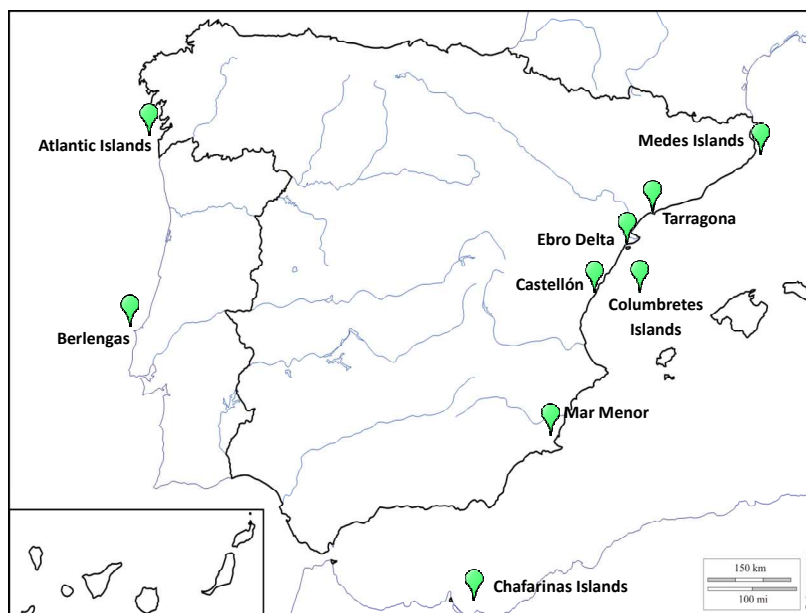 Atlantic Islands
Medes Islands
Tarragona
Ebro Delta
Castellón
Columbretes
Islands
Berlengas
Mar Menor
Chafarinas Islands
150 km
100 mi